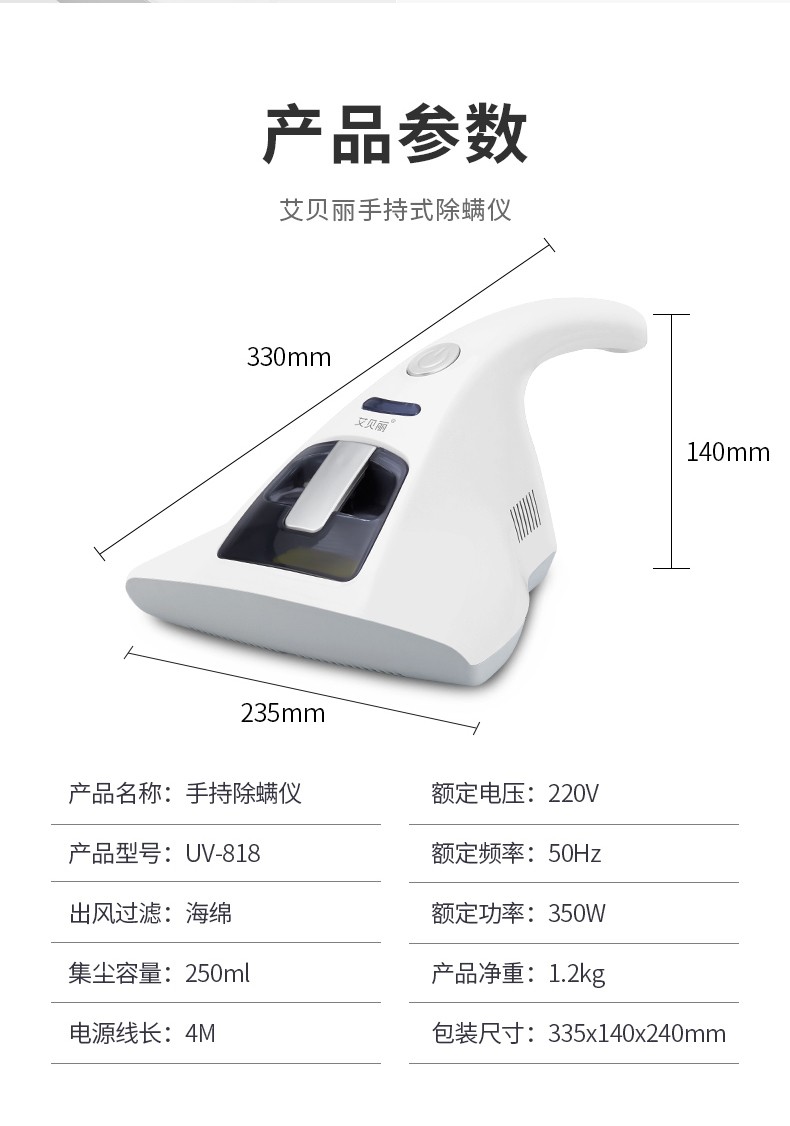 产品参数
艾贝丽手持式除螨仪
330mm
艾贝丽®
140mm
235mm
产品名称：手持除螨仪
额定电压：220V
产品型号：UV-818
额定频率：50Hz
出风过滤：海绵
额定功率：350W
集尘容量：250ml
产品净重：1.2kg
电源线长：4M
包装尺寸：335x140x240mm